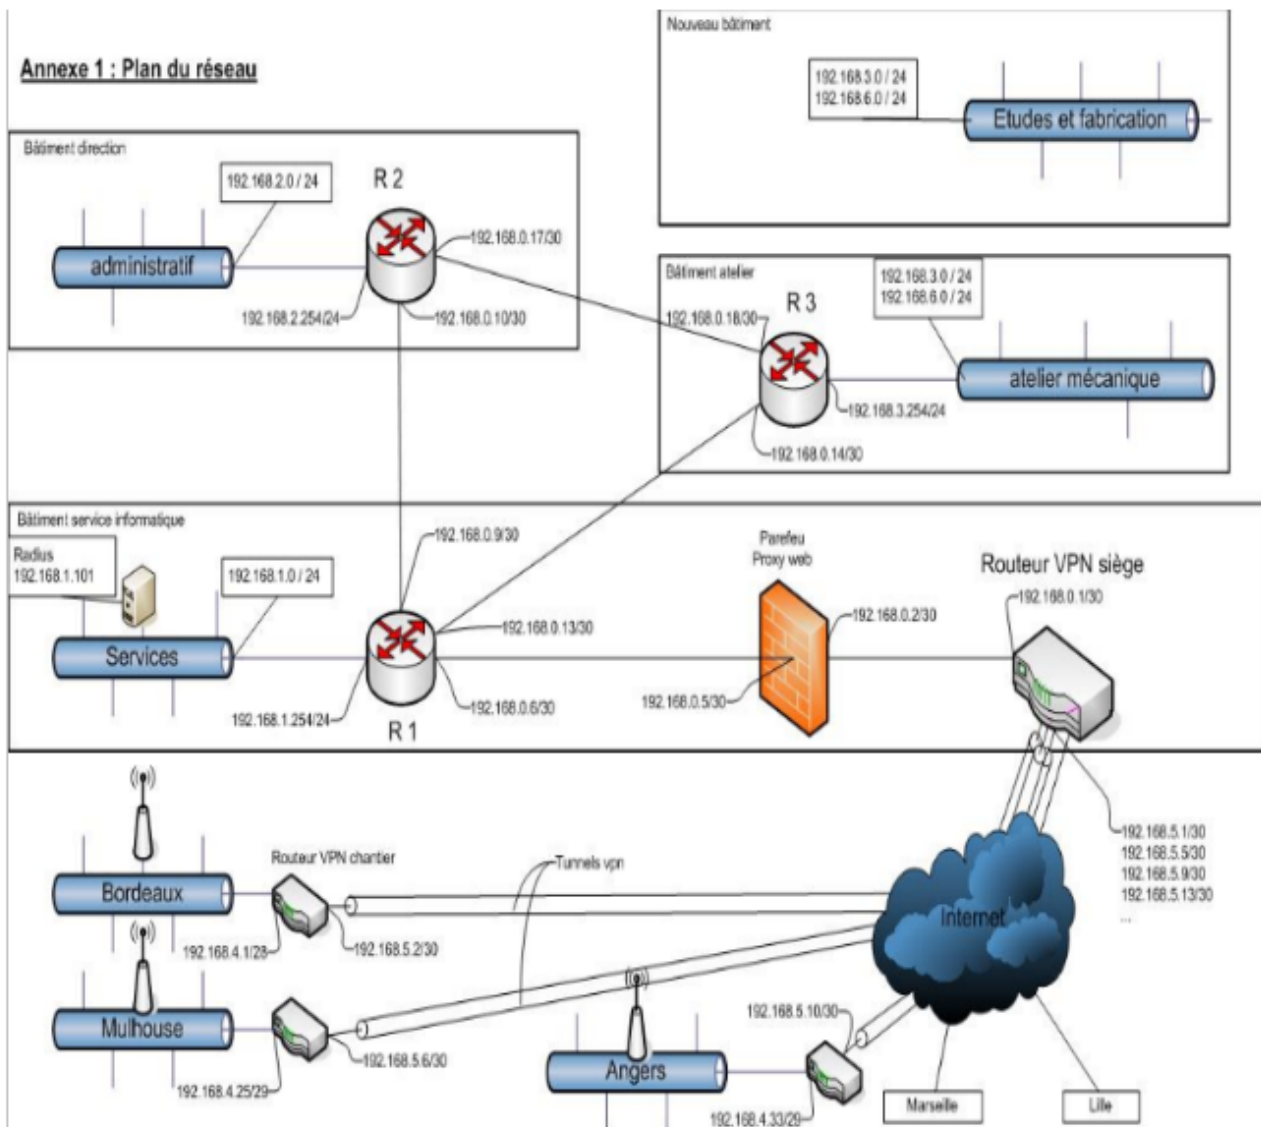 Annexe 1 : Plan du réseau
Nouveau bâtiment
192.168.3.0 / 24
192.168.6.0 / 24
Etudes et fabrication
Bâtiment direction
192.168.2.0 / 24
R 2
administratif
192.168.0.17/30
192.168.2.254/24
192.168.0.10/30
Bâtiment atelier
192.168.3.0 / 24
192.168.6.0 / 24
R 3
192.168.0.18/30
atelier mécanique
192.168.3.254/24
192.168.0.14/30
Bâtiment service informatique
Radius
192.168.1.101
192.168.1.0 / 24
192.168.0.9/30
Parefeu
Proxy web
Routeur VPN siège
192.168.0.1/30
192.168.0.13/30
192.168.0.2/30
Services
192.168.0.5/30
192.168.0.6/30
192.168.1.254/24
R 1
192.168.5.1/30
192.168.5.5/30
192.168.5.9/30
192.168.5.13/30
...
Routeur VPN chantier
Tunnels vpn
Bordeaux
Internet
192.168.4.1/28
192.168.5.2/30
Mulhouse
192.168.5.6/30
192.168.4.25/29
192.168.5.10/30
Angers
192.168.4.33/29
Marseille
Lille